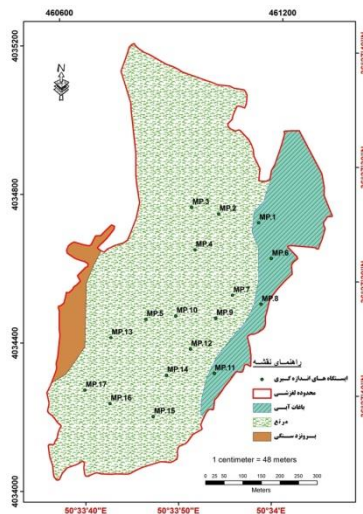 460600 461200
4035200
N
4034800
MP.3
MP.2
MP.1
MP.4
MP.6
MP.7
MP.8
MP.10
MP.5
MP.9
MP.13
MP.12
MP.11
MP.14
MP.17
MP.16
MP.15
4034400
4034000
راهنمای نقشه
ایستگاه های اندازه گیری
محدوده لغزشی
باغات آبی
مرتع
برونزد سنگی
1 centimeter = 48 meters
0 25 50 100 150 200 250 300
Meters
50°33'40"E 50°33'50"E 50°34'E